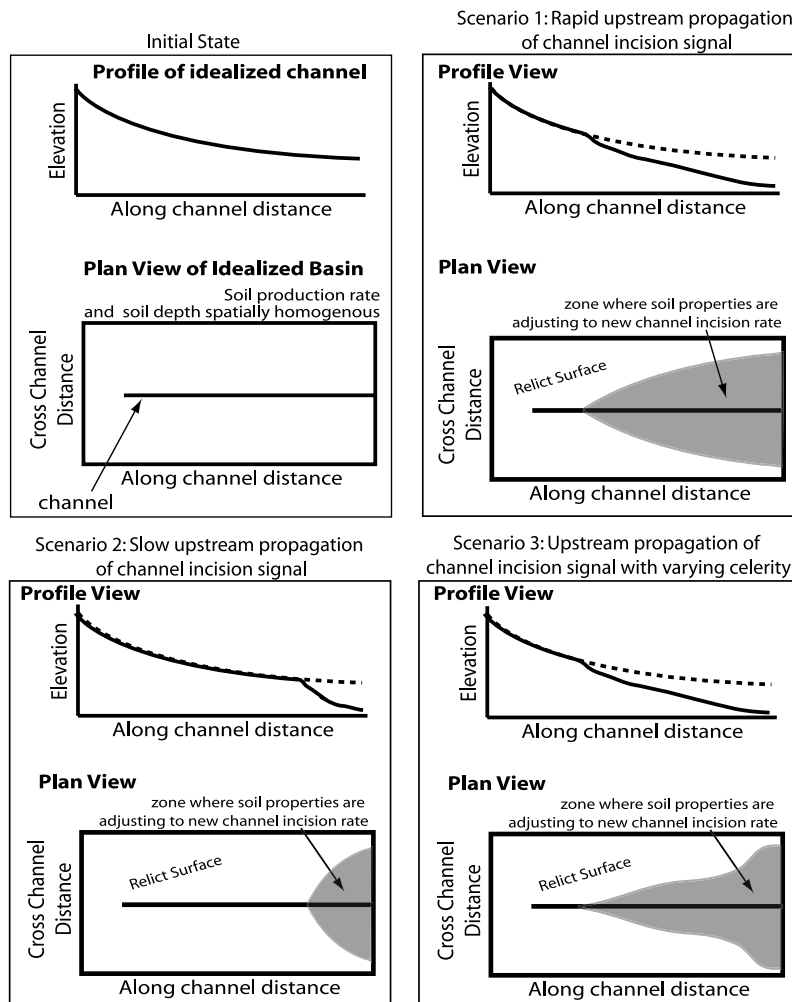 Initial State
Profile of idealized channel
Elevation
Along channel distance
Plan View of Idealized Basin
Soil production rate
and soil depth spatially homogenous
Cross Channel
Distance
Along channel distance
channel
Scenario 1: Rapid upstream propagation
of channel incision signal
Profile View
Elevation
Along channel distance
Plan View
zone where soil properties are
adjusting to new channel incision rate
Relict Surface
Cross Channel
Distance
Along channel distance
Scenario 2: Slow upstream propagation
of channel incision signal
Profile View
Elevation
Along channel distance
Plan View
zone where soil properties are
adjusting to new channel incision rate
Relict Surface
Cross Channel
Distance
Along channel distance
Scenario 3: Upstream propagation of
channel incision signal with varying celerity
Profile View
Elevation
Along channel distance
Plan View
zone where soil properties are
adjusting to new channel incision rate
Relict Surface
Cross Channel
Distance
Along channel distance